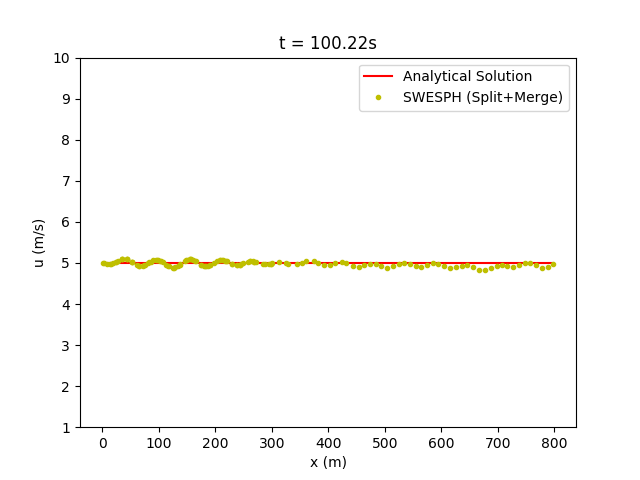 t = 100.22s
Analytical Solution
SWESPH (Split+Merge)
10
9
8
7
6
5
4
3
2
1
u (m/s)
0 100 200 300 400 500 600 700 800
x (m)